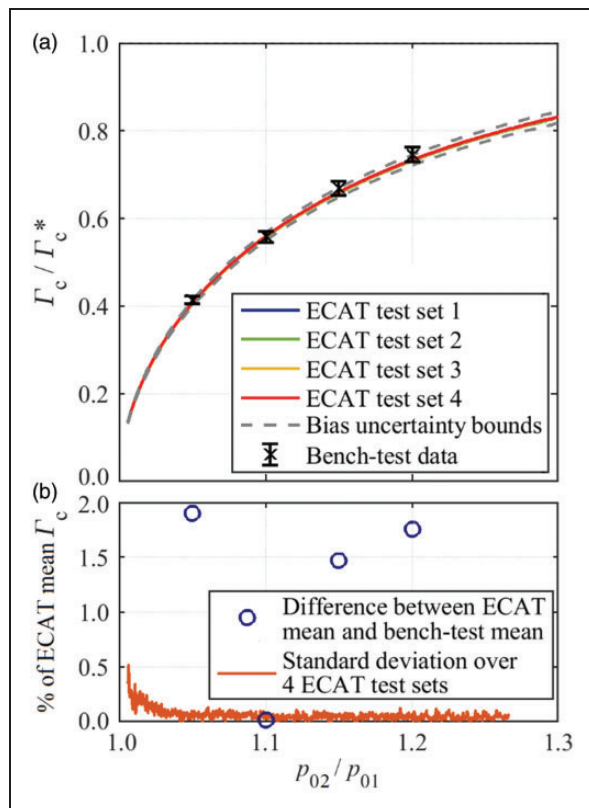 (a)
1.0
0.8
0.6
0.4
0.2
0.0
Γc / Γc*
ECAT test set 1
ECAT test set 2
ECAT test set 3
ECAT test set 4
Bias uncertainty bounds
Bench-test data
(b)
2.0
1.5
1.0
0.5
0.0
% of ECAT mean Γc
Difference between ECAT
mean and bench-test mean
Standard deviation over
4 ECAT test sets
1.0 1.1 1.2 1.3
p02 / p01